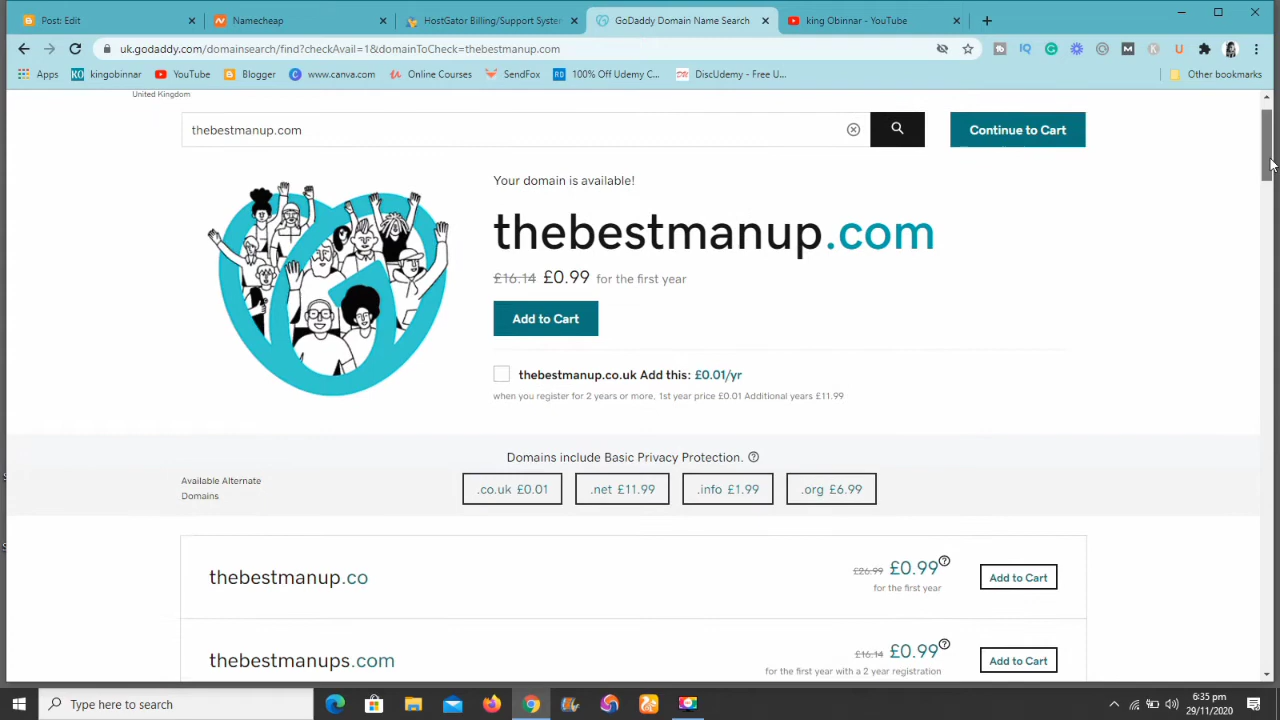 Post: Edit
Namecheap
HostGator Billing/Support Syster
GoDaddy Domain Name Search
king Obinnar - YouTube
uk.godaddy.com/domainsearch/find?checkAvail=1&domainToCheck=thebestmanup.com
Apps
kingobinnar
YouTube
Blogger
www.canva.com
Online Courses
SendFox
100% Off Udemy C...
DiscUdemy - Free U...
Other bookmarks
United Kingdom
thebestmanup.com
Continue to Cart
Your domain is available!
thebestmanup.com
£16.14 £0.99 for the first year
Add to Cart
thebestmanup.co.uk Add this: £0.01/yr
when you register for 2 years or more, 1st year price £0.01 Additional years £11.99
Domains include Basic Privacy Protection.
Available Alternate
Domains
.co.uk £0.01
.net £11.99
.info £1.99
.org £6.99
thebestmanup.co
£26.99 £0.99
for the first year
Add to Cart
thebestmanups.com
£16.14 £0.99
for the first year with a 2 year registration
Add to Cart
Type here to search
6:35 pm
29/11/2020